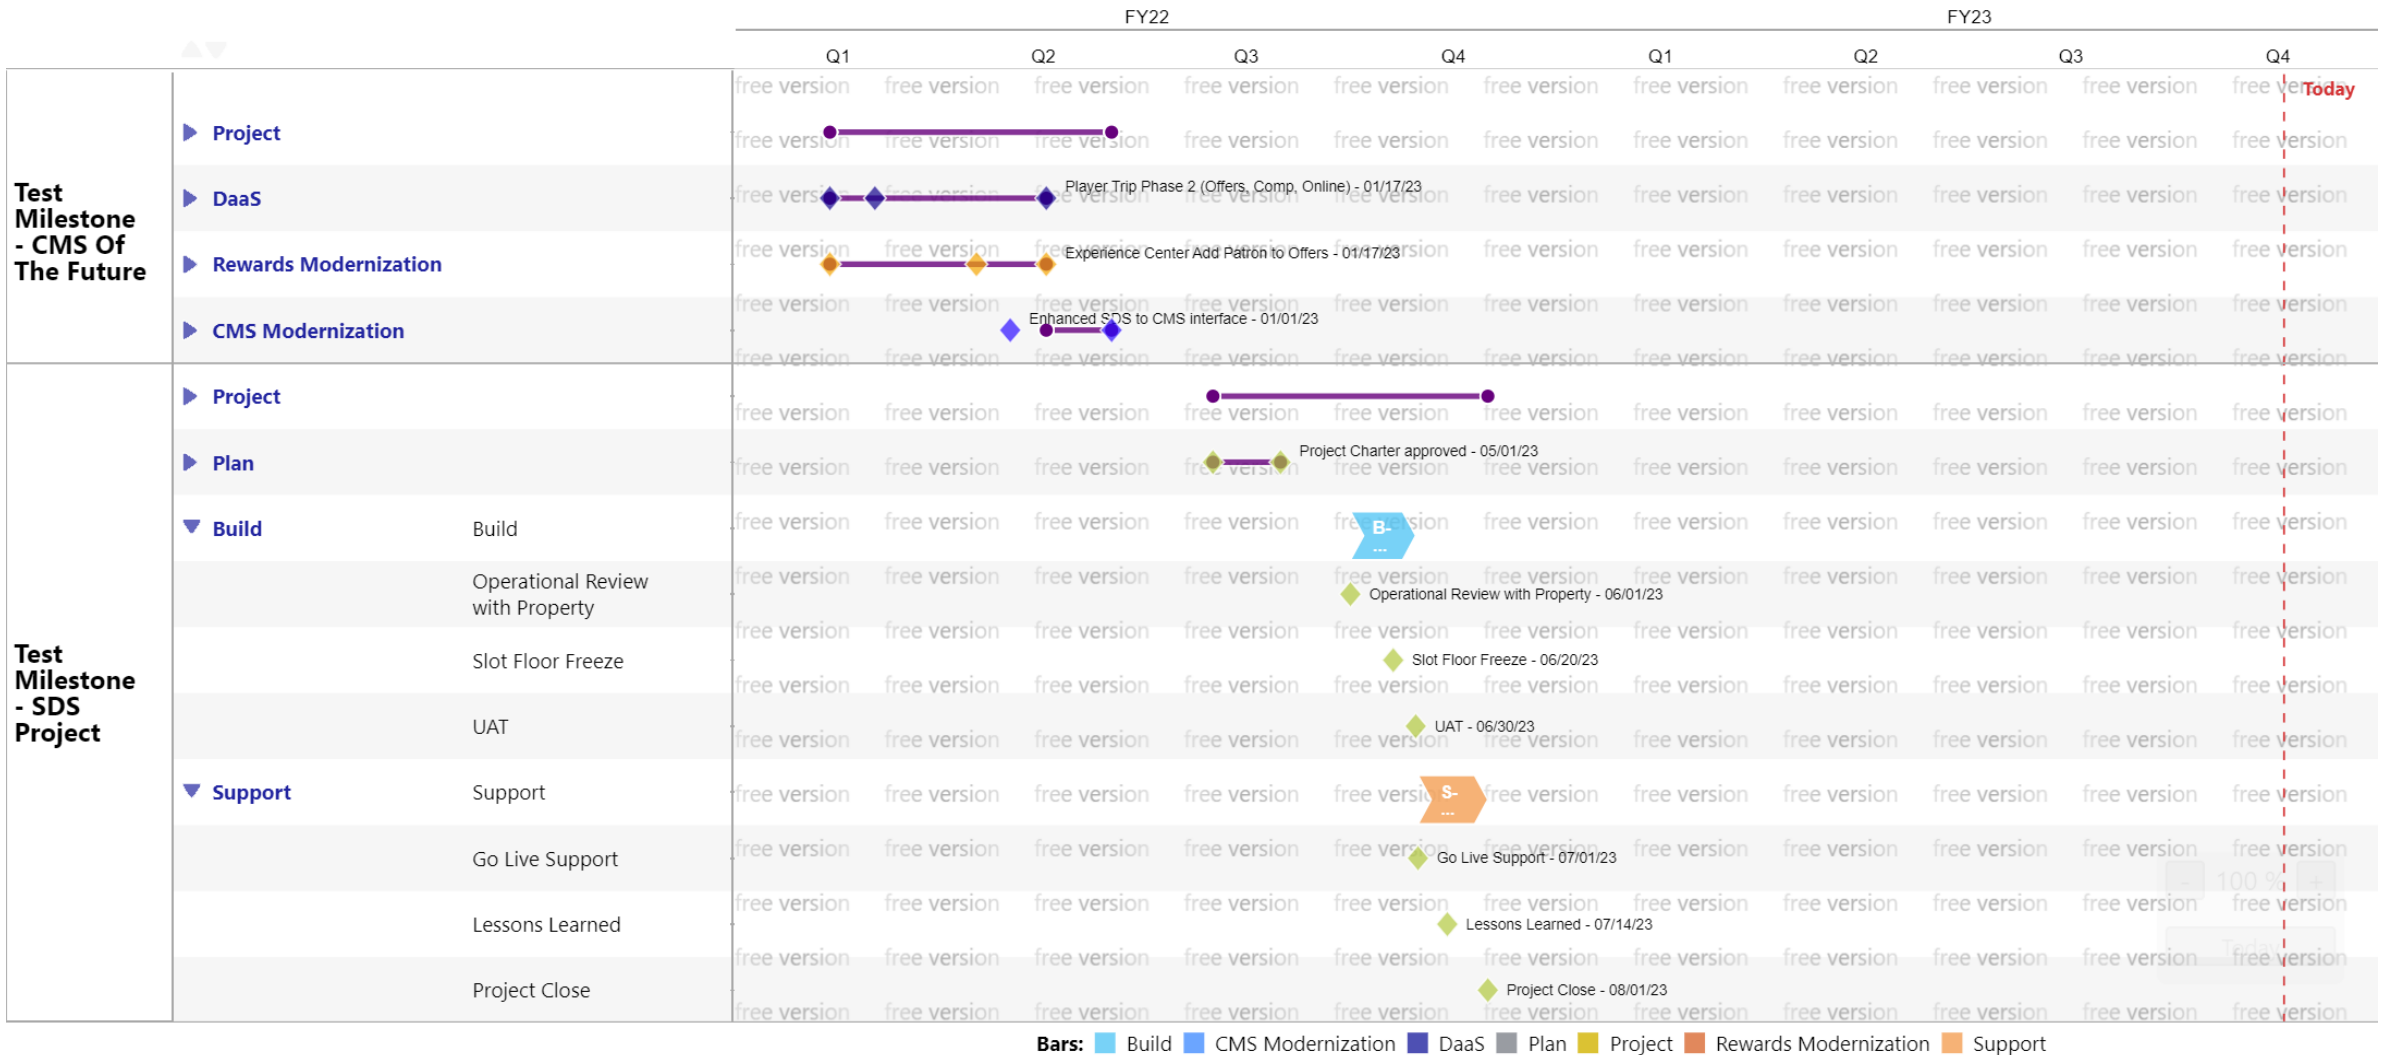 FY22 FY23
Q1 Q2 Q3 Q4 Q1 Q2 Q3 Q4
Today
Test
Milestone
- CMS Of
The Future
Project
DaaS
Player Trip Phase 2 (Offers, Comp, Online) - 01/17/23
Rewards Modernization
Experience Center Add Patron to Offers - 01/17/23
CMS Modernization
Enhanced SDS to CMS interface - 01/01/23
Test
Milestone
- SDS
Project
Project
Plan
Project Charter approved - 05/01/23
Build Build
B-
...
Operational Review
with Property
Operational Review with Property - 06/01/23
Slot Floor Freeze
Slot Floor Freeze - 06/20/23
UAT
UAT - 06/30/23
Support Support
S-
...
Go Live Support
Go Live Support - 07/01/23
- 100 % +
Lessons Learned
Lessons Learned - 07/14/23
Today
Project Close
Project Close - 08/01/23
free version
Bars: Build CMS Modernization DaaS Plan Project Rewards Modernization Support